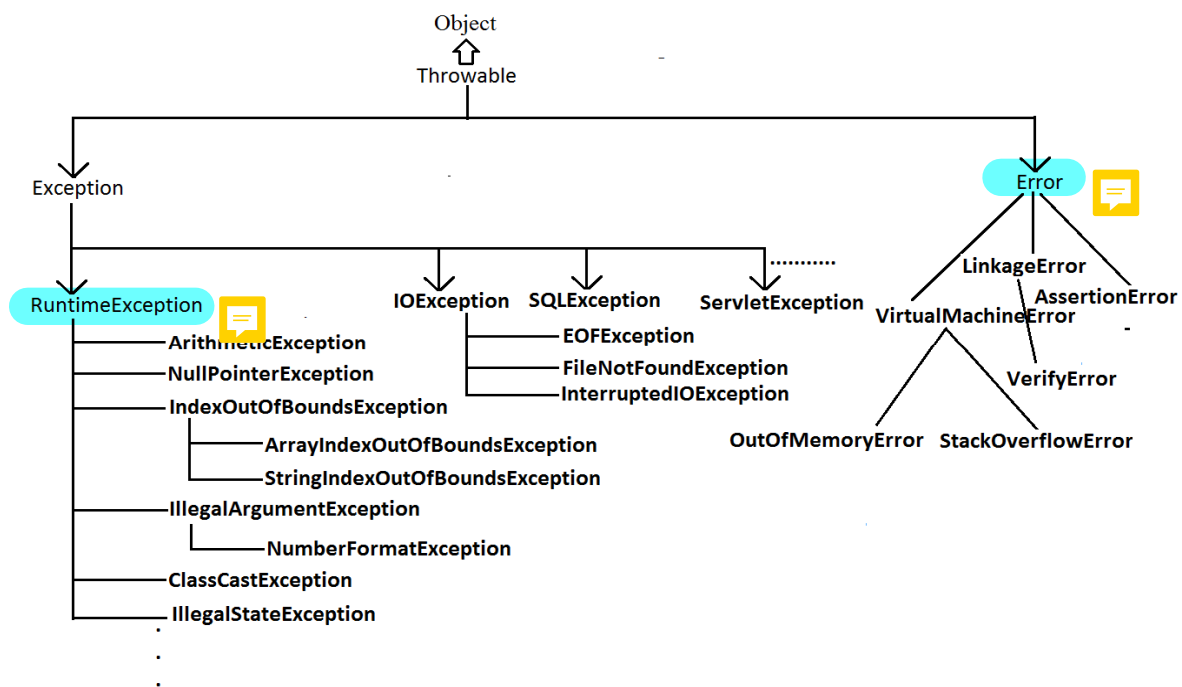 Object
Throwable
Exception
Error
RuntimeException
IOException
SQLException
ServletException
...........
LinkageError
AssertionError
VirtualMachineError
ArithmeticException
EOFException
NullPointerException
FileNotFoundException
VerifyError
InterruptedIOException
IndexOutOfBoundsException
ArrayIndexOutOfBoundsException
OutOfMemoryError
StackOverflowError
StringIndexOutOfBoundsException
IllegalArgumentException
NumberFormatException
ClassCastException
IllegalStateException
.
.
.